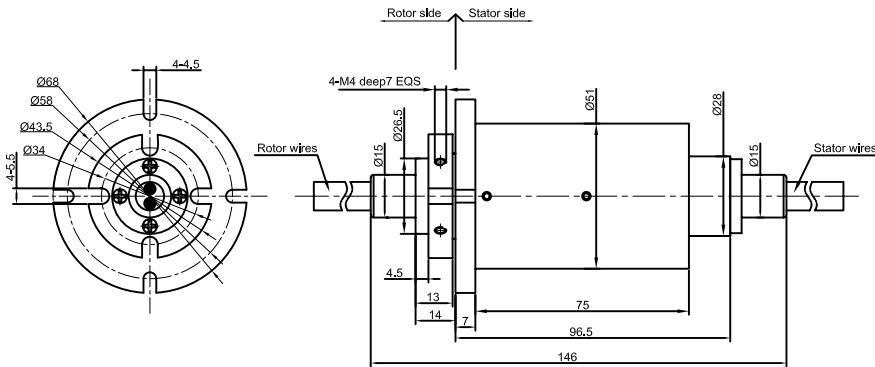 Rotor side
Stator side
4-4.5
4-M4 deep7 EQS
Ø68
Ø58
Ø43.5
Ø34
4-5.5
Rotor wires
Ø15
Ø26.5
Ø51
Ø28
Ø15
Stator wires
4.5
13
14
7
75
96.5
146